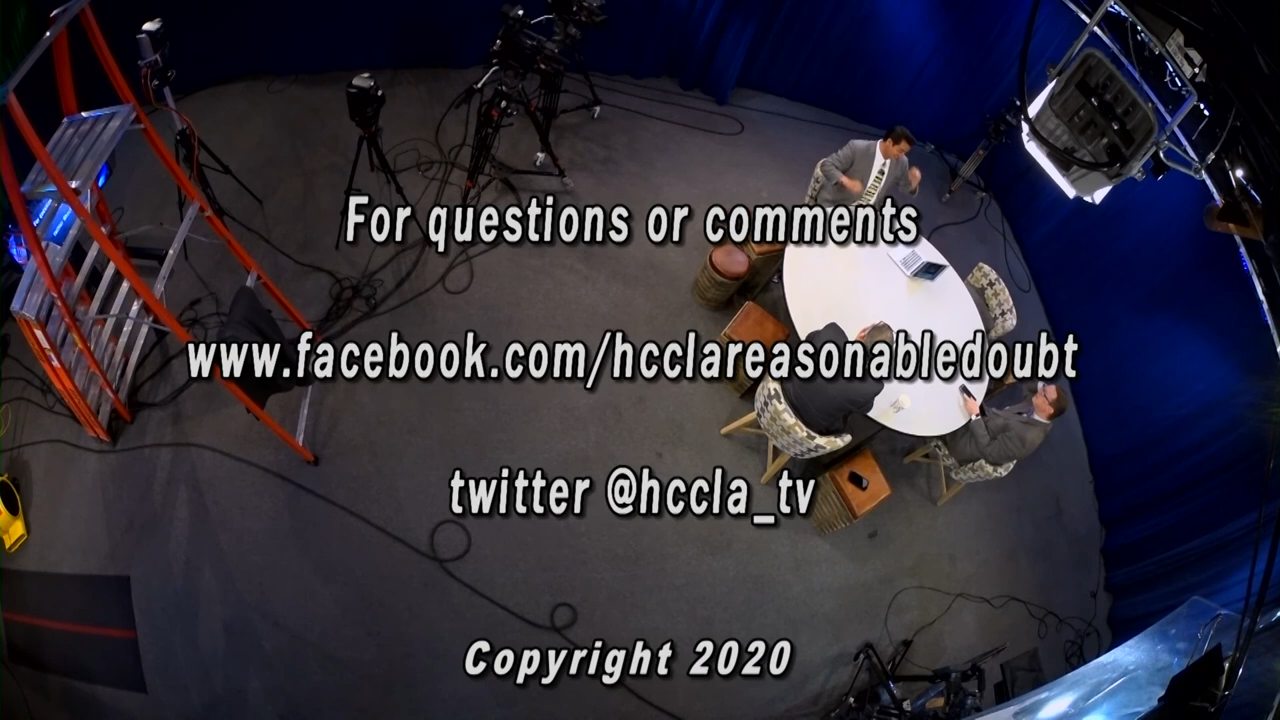 For questions or comments
www.facebook.com/hcclareasonabledoubt
twitter @hccla_tv
Copyright 2020